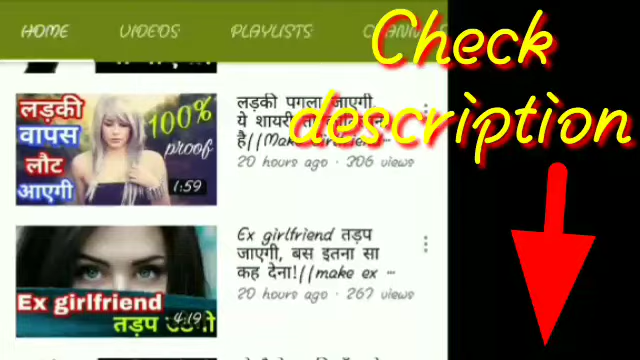 HOME VIDEOS PLAYLISTS
Check
description
लड़की
वापस
लौट
आएगी
100%
proof
1:59
लड़की पगला जाएगी
ये शायरी
है||
20 hours ago · 306 views
Ex girlfriend
तड़प
4:19
Ex girlfriend तड़प
जाएगी, बस इतना सा
कह देना!||make ex ...
20 hours ago · 267 views